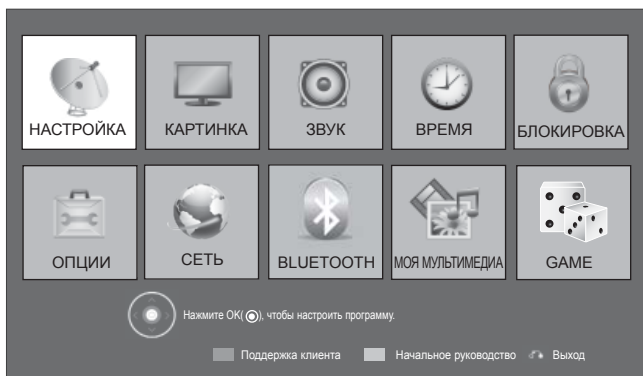 НАСТРОЙКА КАРТИНКА ЗВУК ВРЕМЯ БЛОКИРОВКА
ОПЦИИ СЕТЬ BLUETOOTH МОЯ МУЛЬТИМЕДИА GAME
Нажмите OK(◉), чтобы настроить программу.
Поддержка клиента Начальное руководство Выход